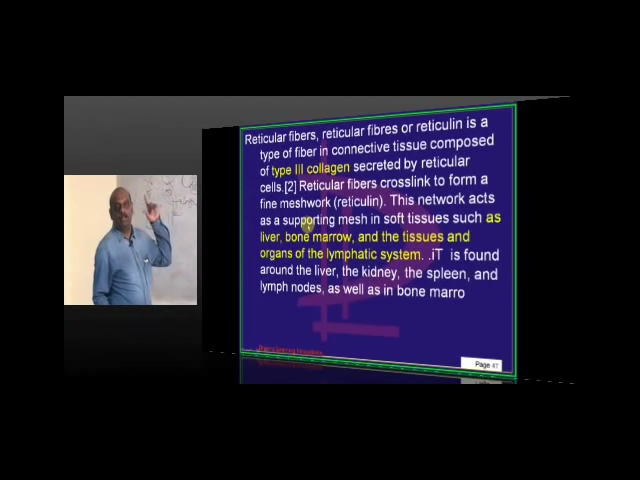 Reticular fibers, reticular fibres or reticulin is a
type of fiber in connective tissue composed
of type III collagen secreted by reticular
cells.[2] Reticular fibers crosslink to form a
fine meshwork (reticulin). This network acts
as a supporting mesh in soft tissues such as
liver, bone marrow, and the tissues and
organs of the lymphatic system. .iT is found
around the liver, the kidney, the spleen, and
lymph nodes, as well as in bone marro
Page 41